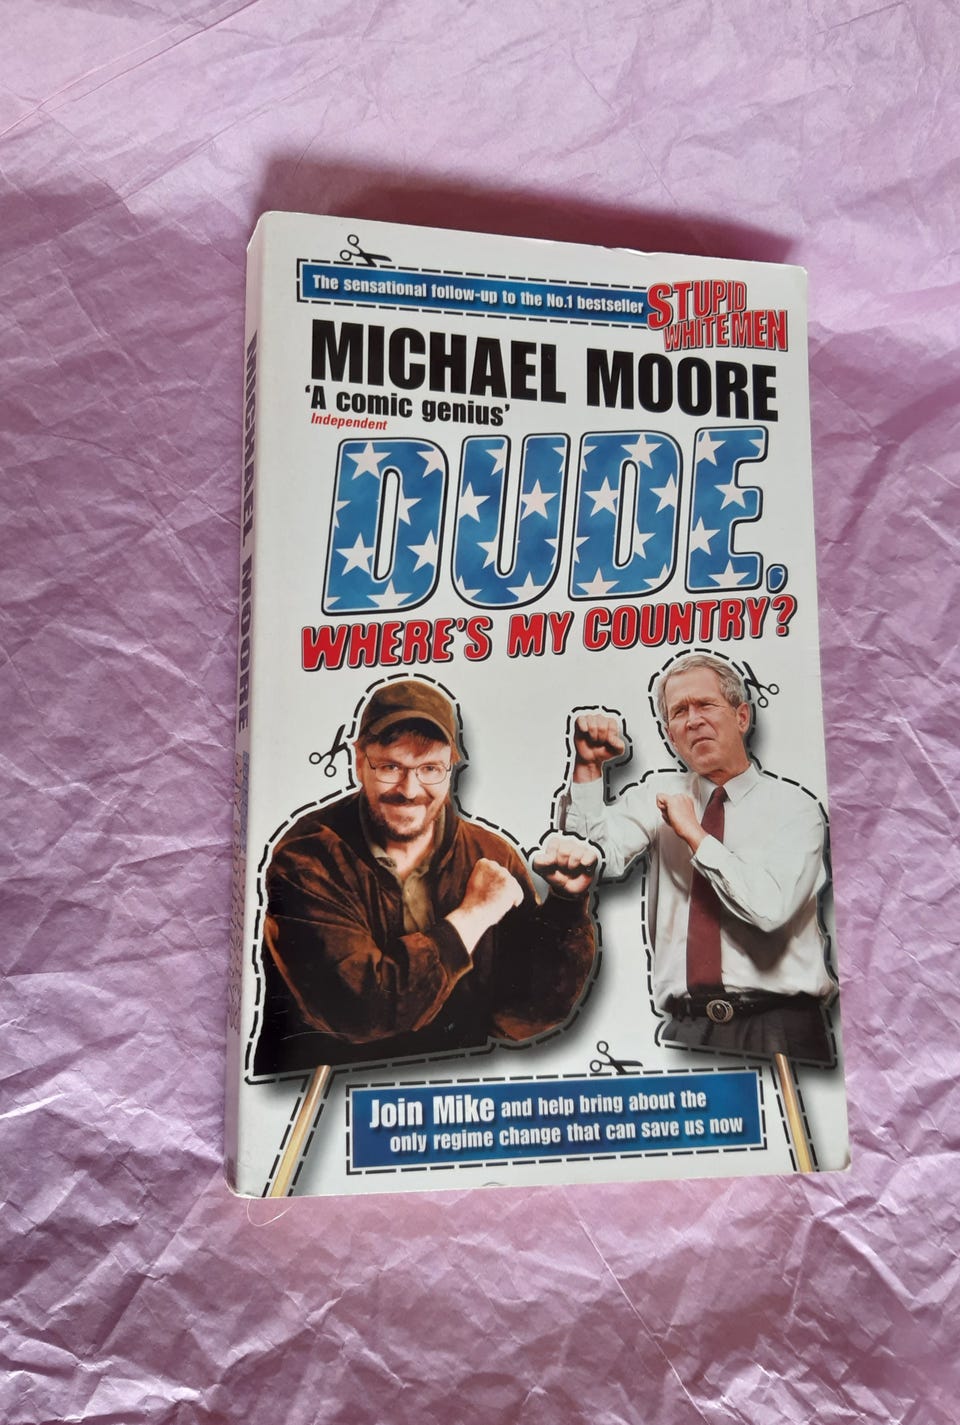 The sensational follow-up to the No.1 bestseller
STUPID
WHITE MEN
MICHAEL MOORE
‘A comic genius’
Independent
DUDE,
WHERE'S MY COUNTRY?
Join Mike and help bring about the
only regime change that can save us now
MICHAEL MOORE